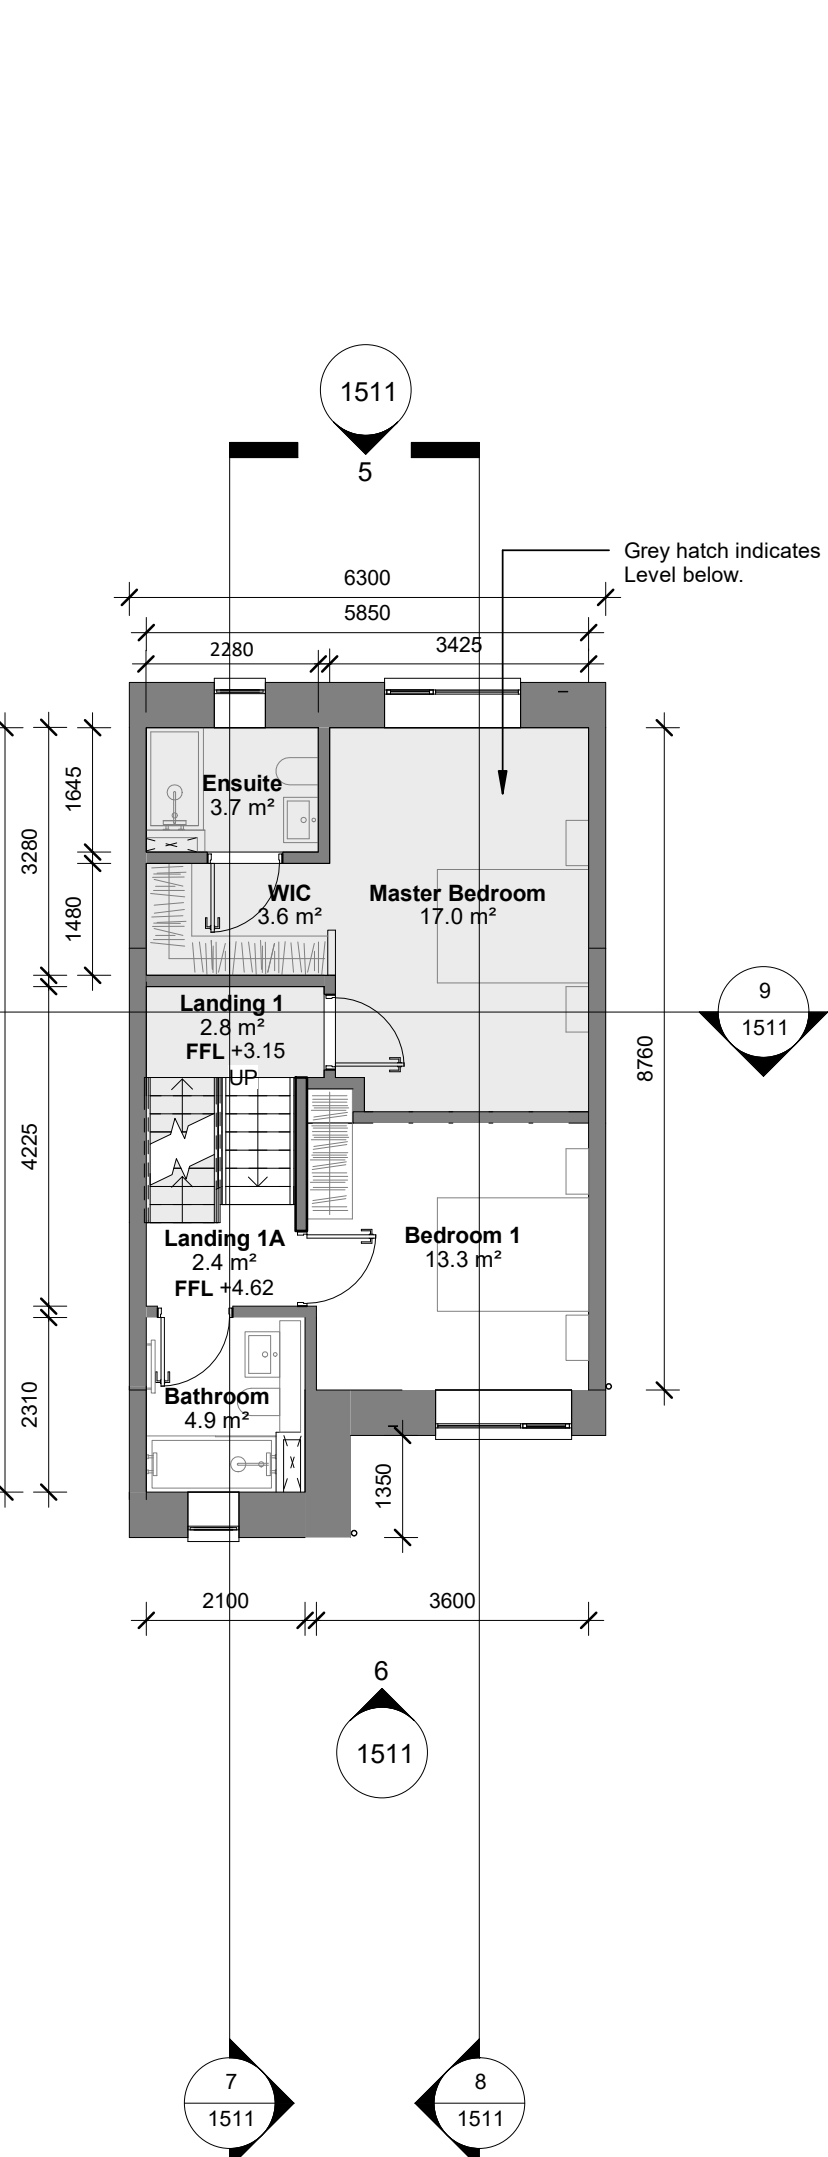 1511
5
Grey hatch indicates
Level below.
6300
5850
2280
3425
1645
3280
1480
4225
2310
Ensuite
3.7 m²
WIC
3.6 m²
Master Bedroom
17.0 m²
Landing 1
2.8 m²
FFL +3.15
UP
9
1511
8760
Landing 1A
2.4 m²
FFL +4.62
Bedroom 1
13.3 m²
Bathroom
4.9 m²
1350
2100
3600
6
1511
7
1511
8
1511